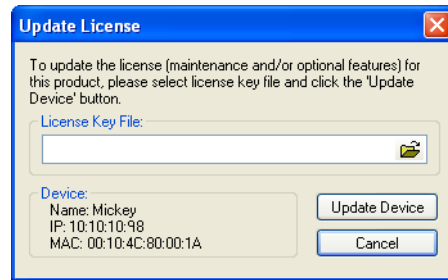 Update License
To update the license (maintenance and/or optional features) for
this product, please select license key file and click the 'Update
Device' button.
License Key File:
Device:
Name: Mickey
IP: 10:10:10:98
MAC: 00:10:4C:80:00:1A
Update Device
Cancel